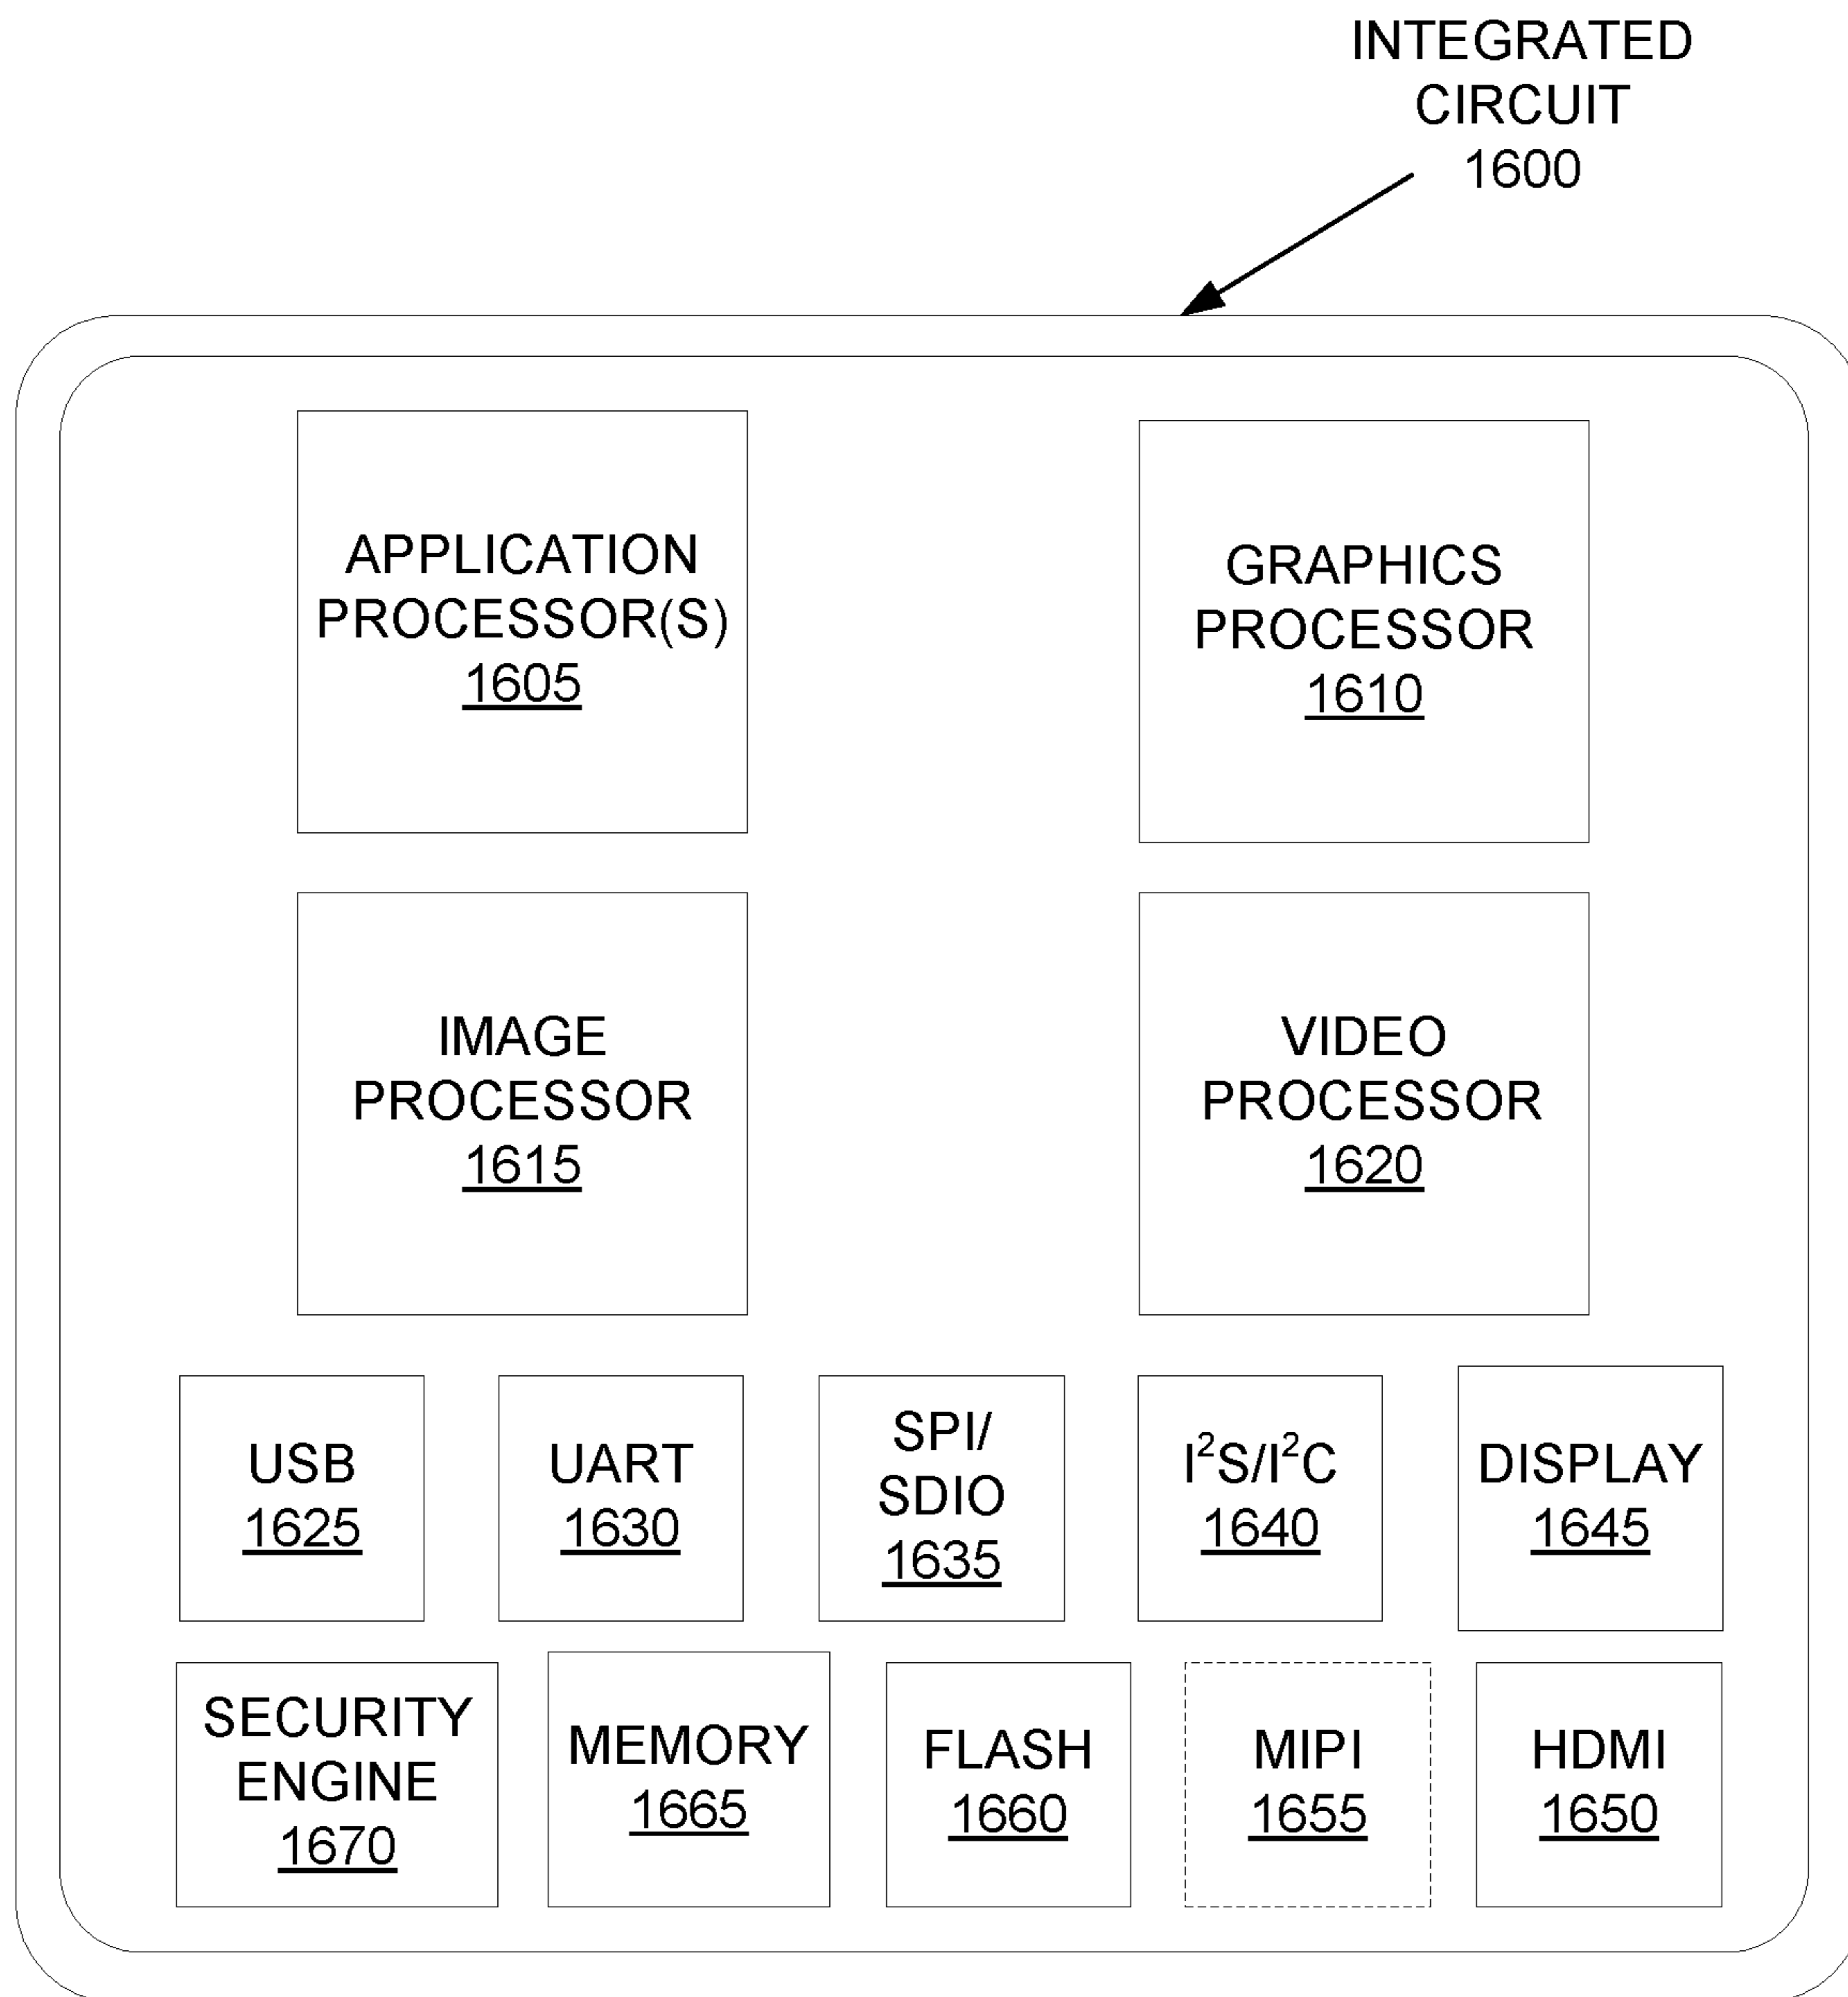 INTEGRATED
CIRCUIT
1600
APPLICATION
PROCESSOR(S)
1605
GRAPHICS
PROCESSOR
1610
IMAGE
PROCESSOR
1615
VIDEO
PROCESSOR
1620
USB
1625
UART
1630
SPI/
SDIO
1635
I²S/I²C
1640
DISPLAY
1645
SECURITY
ENGINE
1670
MEMORY
1665
FLASH
1660
MIPI
1655
HDMI
1650